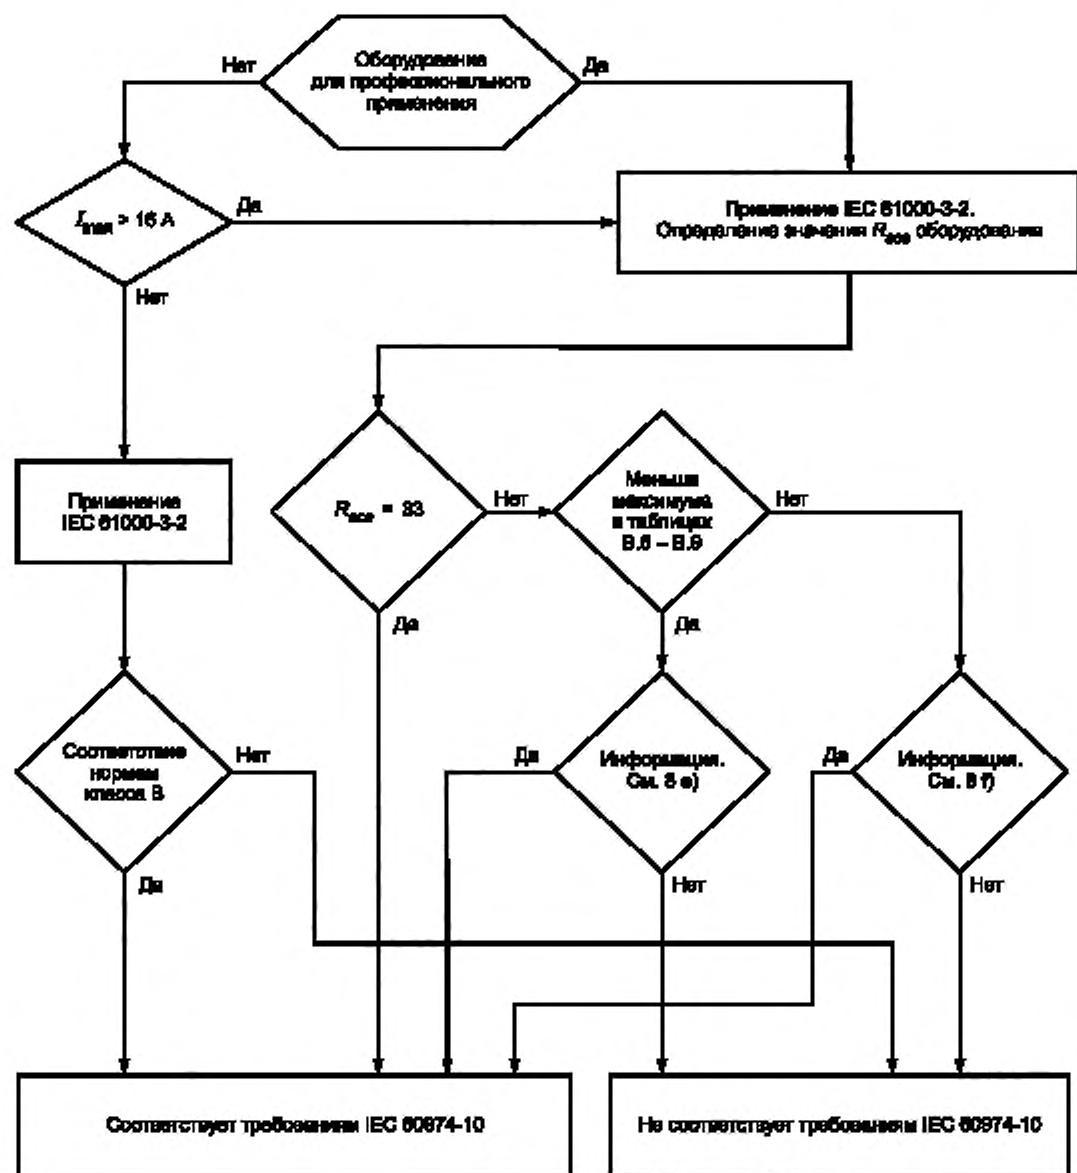 Оборудование
для профессионального
применения
Нет
Да
Imax > 16 A
Да
Нет
Применение IEC 61000-3-2.
Определение значения Rsce оборудования
Применение
IEC 61000-3-2
Rsce = 33
Нет
Да
Меньше
максимума
в таблицах
B.6 – B.9
Нет
Да
Соответствие
нормам
класса B
Нет
Да
Информация.
См. 8 e)
Да
Нет
Информация.
См. 8 f)
Да
Нет
Соответствует требованиям IEC 60974-10
Не соответствует требованиям IEC 60974-10